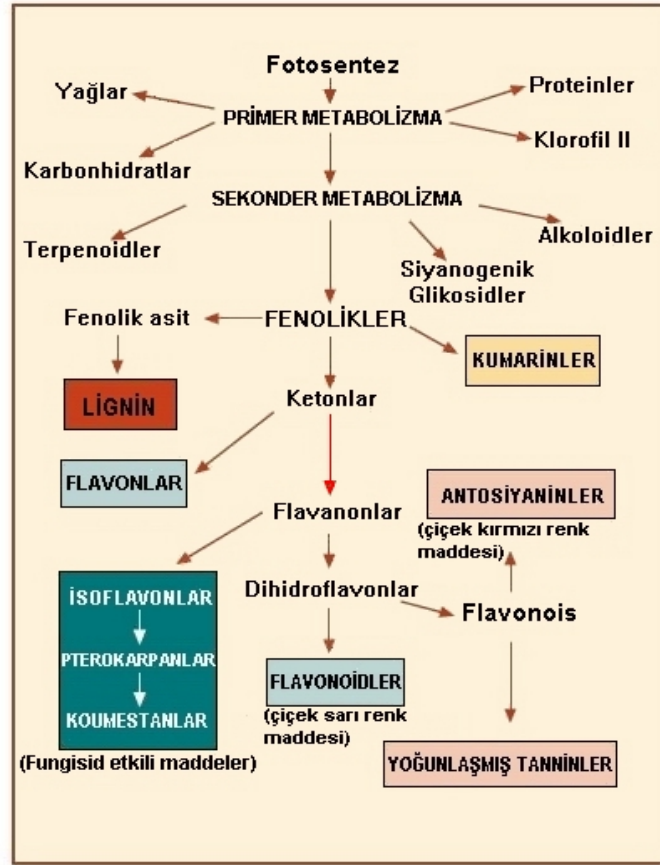 Fotosentez
Yağlar
Proteinler
PRİMER METABOLİZMA
Klorofil II
Karbonhidratlar
SEKONDER METABOLİZMA
Terpenoidler
Alkoloidler
Siyanogenik
Glikosidler
Fenolik asit
FENOLİKLER
KUMARİNLER
LİGNİN
Ketonlar
FLAVONLAR
ANTOSİYANİNLER
(çiçek kırmızı renk
maddesi)
Flavanonlar
İSOFLAVONLAR
Dihidroflavonlar
Flavonois
PTEROKARPANLAR
FLAVONOİDLER
(çiçek sarı renk
maddesi)
KOUMESTANLAR
(Fungisid etkili maddeler)
YOĞUNLAŞMIŞ TANNİNLER